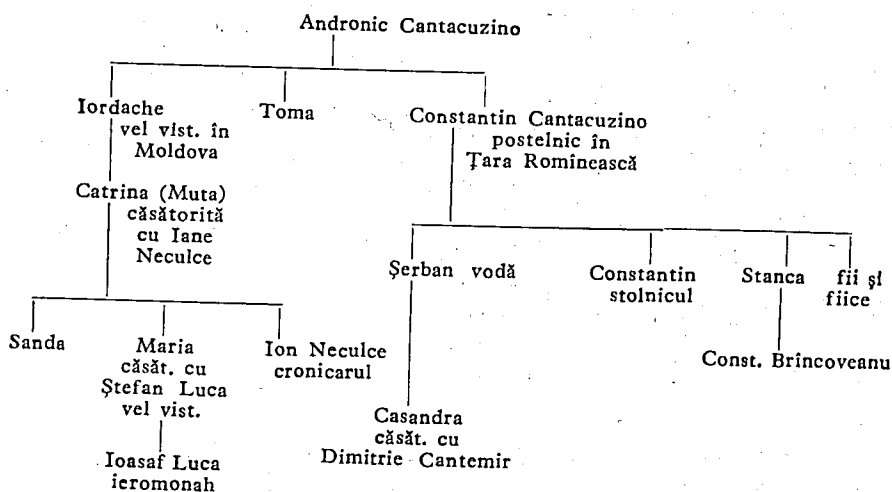 Andronic Cantacuzino
Iordache
vel vist. în
Moldova
Toma
Constantin Cantacuzino
postelnic în
Țara Romînească
Catrina (Muta)
căsătorită
cu Iane
Neculce
Șerban vodă
Constantin
stolnicul
Stanca
fii și
fiice
Sanda
Maria
căsăt. cu
Ștefan Luca
vel vist.
Ion Neculce
cronicarul
Const. Brîncoveanu
Casandra
căsăt. cu
Dimitrie Cantemir
Ioasaf Luca
ieromonah